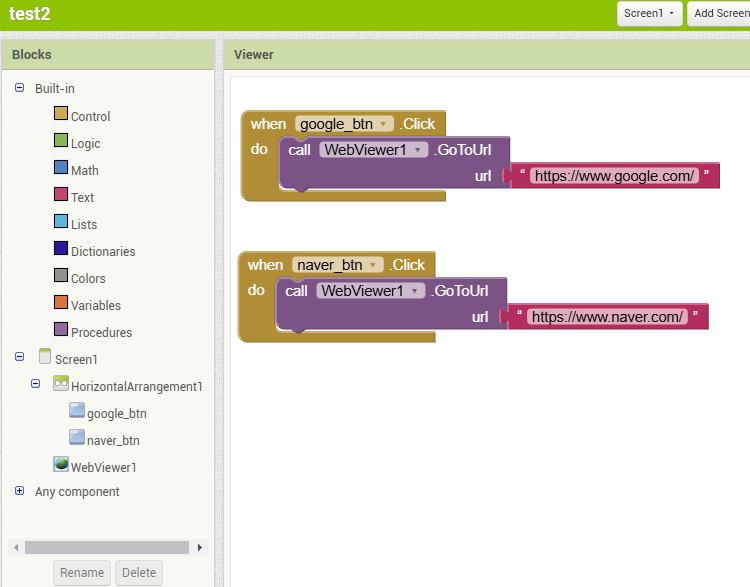 test2
Screen1
Add Screen
Blocks
Viewer
Built-in
Control
Logic
Math
Text
Lists
Dictionaries
Colors
Variables
Procedures
Screen1
HorizontalArrangement1
google_btn
naver_btn
WebViewer1
Any component
Rename Delete
when google_btn .Click
do call WebViewer1 .GoToUrl
url “ https://www.google.com/ ”
when naver_btn .Click
do call WebViewer1 .GoToUrl
url “ https://www.naver.com/ ”